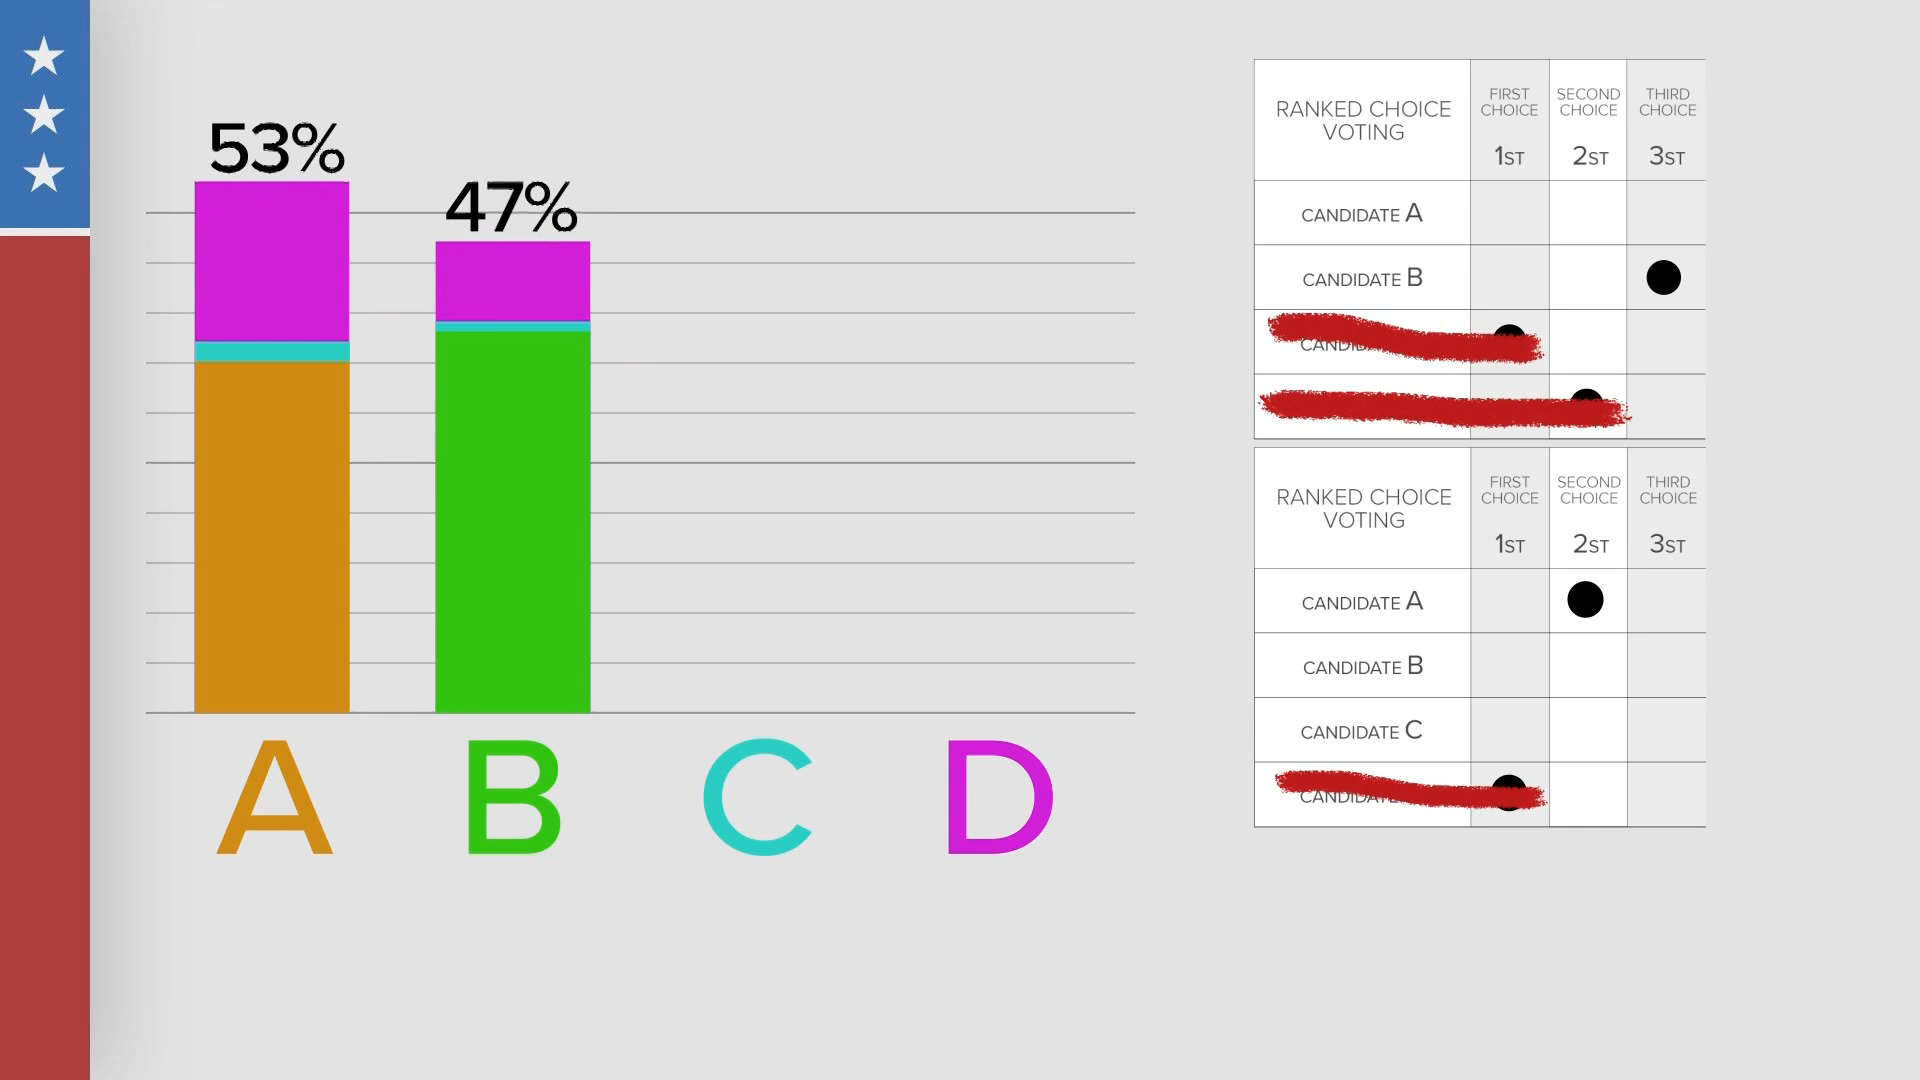 53%
47%
A B C D
RANKED CHOICE
VOTING
FIRST
CHOICE
1ST
SECOND
CHOICE
2ST
THIRD
CHOICE
3ST
CANDIDATE A
CANDIDATE B
RANKED CHOICE
VOTING
FIRST
CHOICE
1ST
SECOND
CHOICE
2ST
THIRD
CHOICE
3ST
CANDIDATE A
CANDIDATE B
CANDIDATE C
CANDIDATE